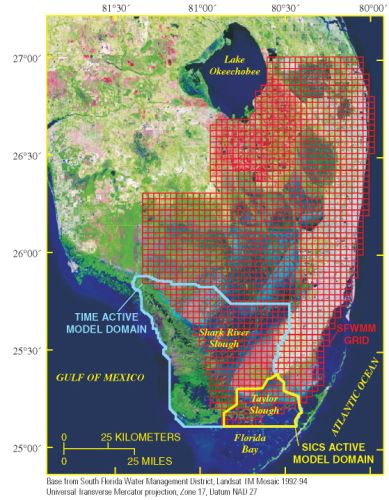 81°30′
81°00′
80°30′
80°00′
27°00′
26°30′
26°00′
25°30′
25°00′
Lake
Okeechobee
TIME ACTIVE
MODEL DOMAIN
Shark River
Slough
SFWMM
GRID
GULF OF MEXICO
ATLANTIC OCEAN
Taylor
Slough
0 25 KILOMETERS
0 25 MILES
Florida
Bay
SICS ACTIVE
MODEL DOMAIN
Base from South Florida Water Management District, Landsat TM Mosaic 1992-94
Universal Transverse Mercator projection, Zone 17, Datum NAD 27